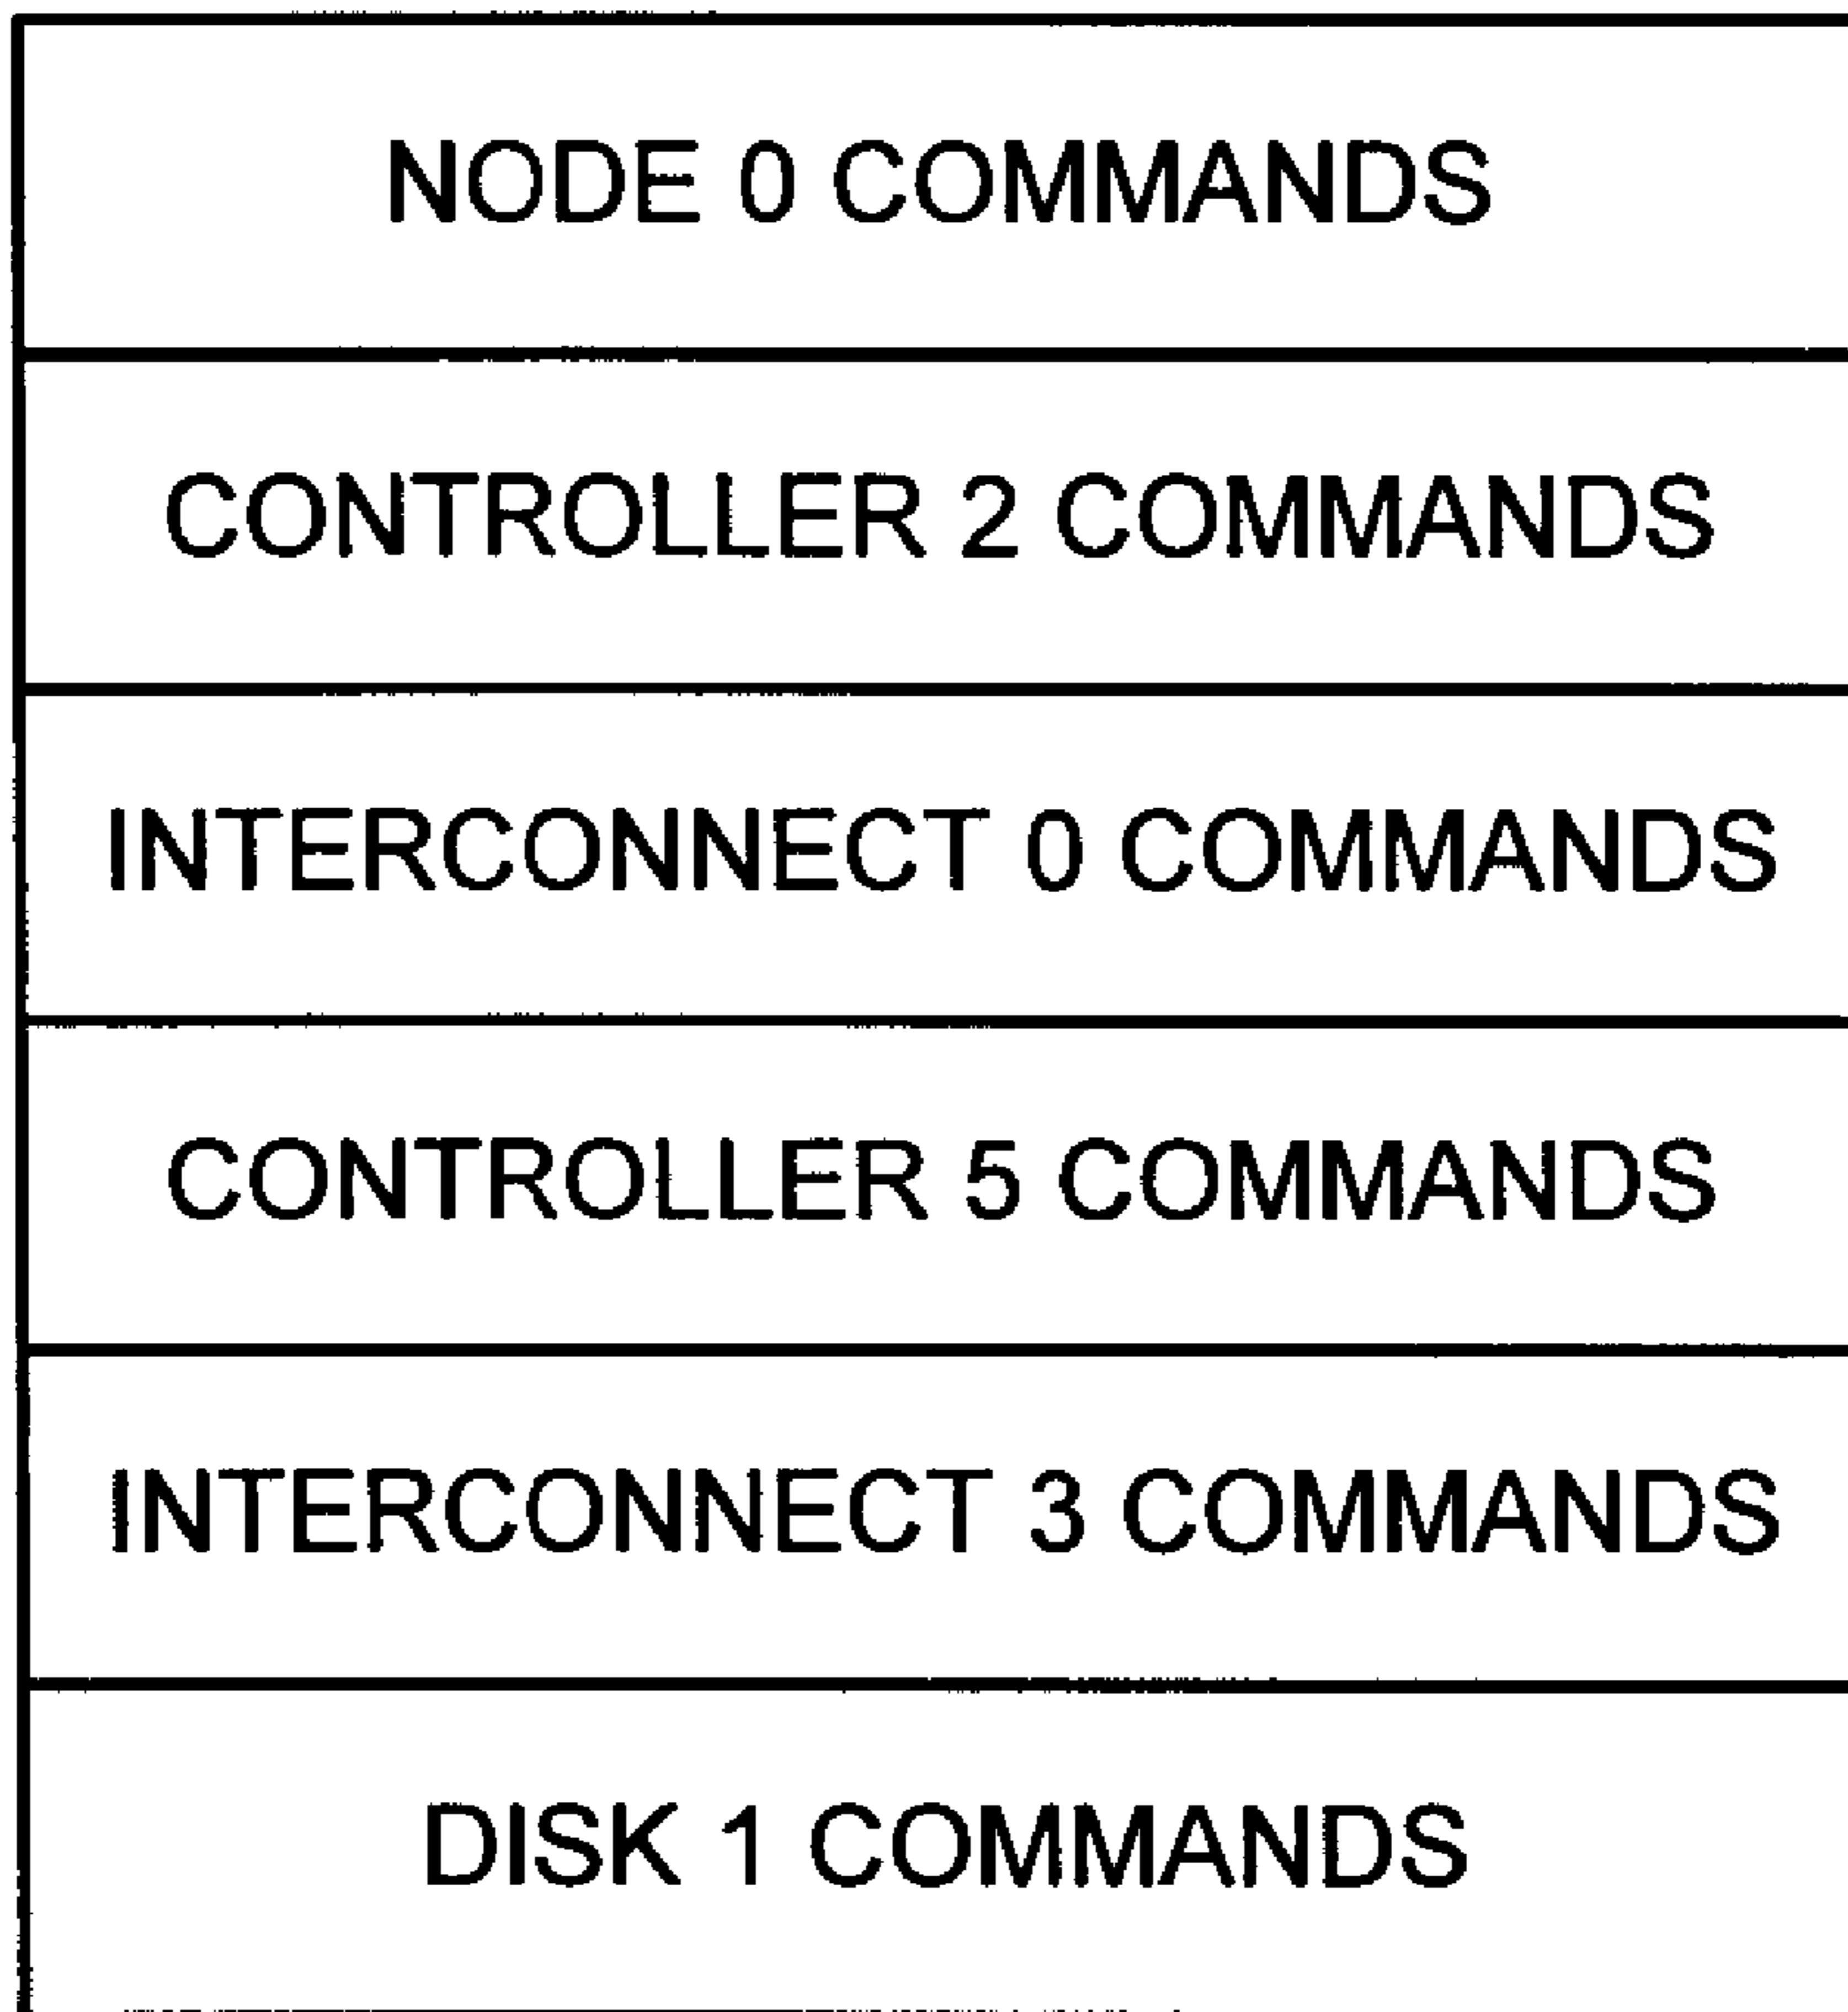 NODE 0 COMMANDS
CONTROLLER 2 COMMANDS
INTERCONNECT 0 COMMANDS
CONTROLLER 5 COMMANDS
INTERCONNECT 3 COMMANDS
DISK 1 COMMANDS